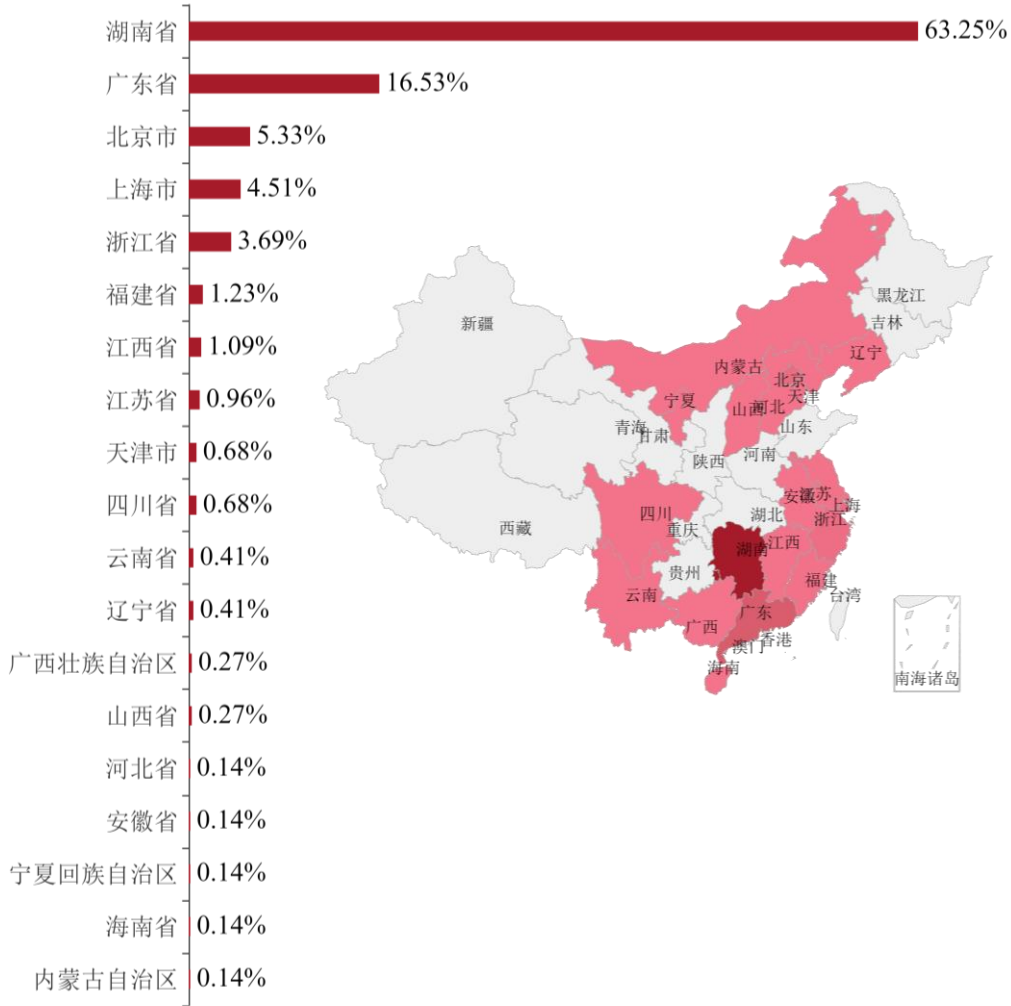 湖南省 63.25%
广东省 16.53%
北京市 5.33%
上海市 4.51%
浙江省 3.69%
福建省 1.23%
江西省 1.09%
江苏省 0.96%
天津市 0.68%
四川省 0.68%
云南省 0.41%
辽宁省 0.41%
广西壮族自治区 0.27%
山西省 0.27%
河北省 0.14%
安徽省 0.14%
宁夏回族自治区 0.14%
海南省 0.14%
内蒙古自治区 0.14%
黑龙江
吉林
新疆
辽宁
内蒙古
北京
天津
宁夏
山西
河北
山东
青海
甘肃
河南
陕西
安徽
江苏
上海
四川
湖北
浙江
重庆
西藏
湖南
江西
贵州
福建
云南
台湾
广东
广西
香港
澳门
海南
南海诸岛